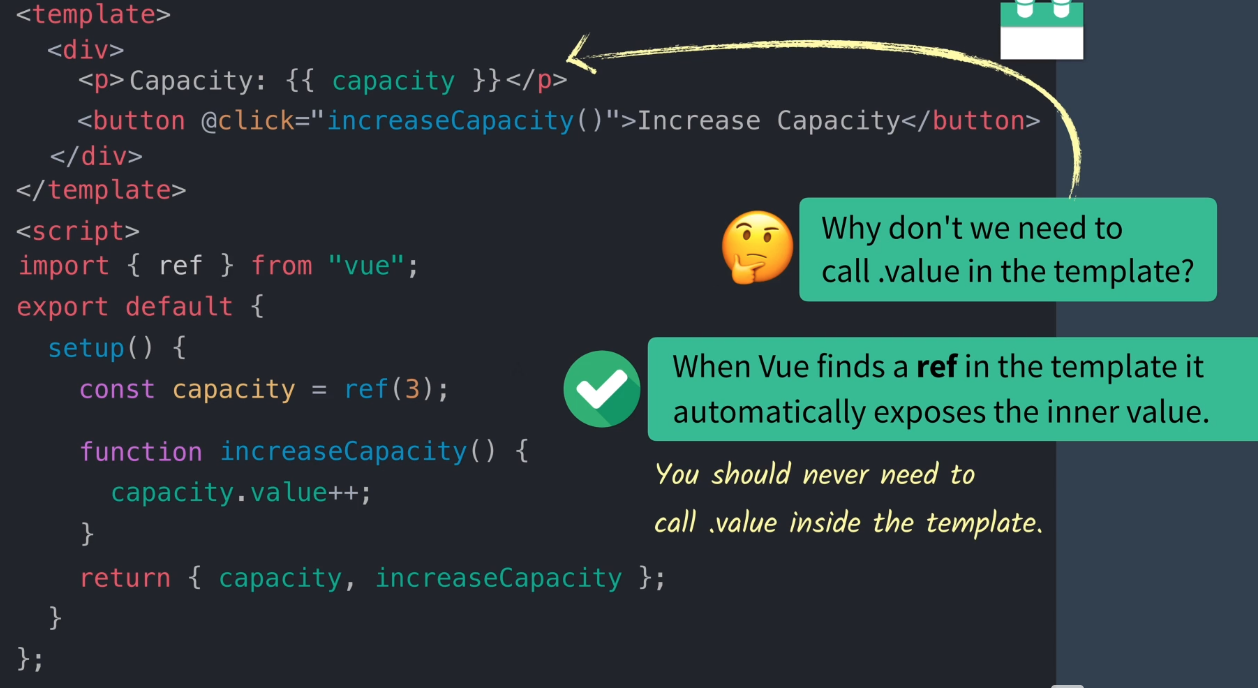 <template>
<div>
<p>Capacity: {{ capacity }}</p>
<button @click="increaseCapacity()">Increase Capacity</button>
</div>
</template>
<script>
import { ref } from "vue";
export default {
setup() {
const capacity = ref(3);
function increaseCapacity() {
capacity.value++;
}
return { capacity, increaseCapacity };
}
};
Why don't we need to
call .value in the template?
When Vue finds a ref in the template it
automatically exposes the inner value.
You should never need to
call .value inside the template.